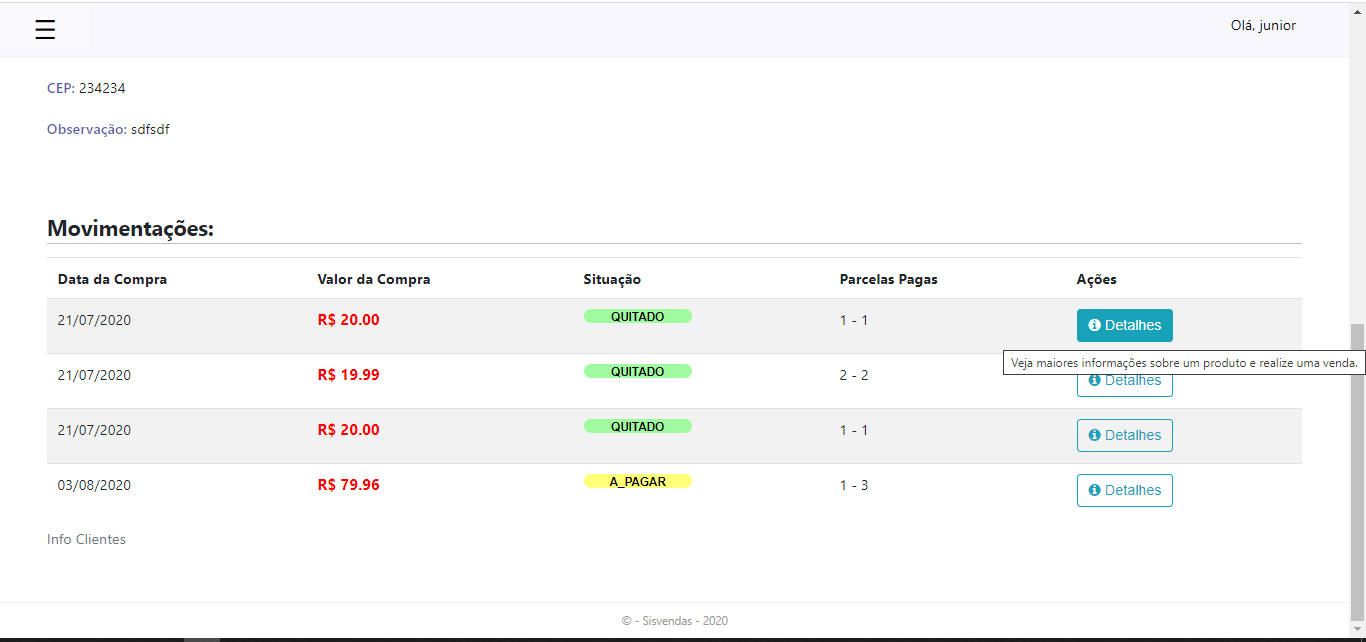 ☰
Olá, junior
CEP: 234234
Observação: sdfsdf
Movimentações:
Data da Compra Valor da Compra Situação Parcelas Pagas Ações
21/07/2020 R$ 20.00 QUITADO 1 - 1 Detalhes
Veja maiores informações sobre um produto e realize uma venda.
21/07/2020 R$ 19.99 QUITADO 2 - 2 Detalhes
21/07/2020 R$ 20.00 QUITADO 1 - 1 Detalhes
03/08/2020 R$ 79.96 A_PAGAR 1 - 3 Detalhes
Info Clientes
© - Sisvendas - 2020